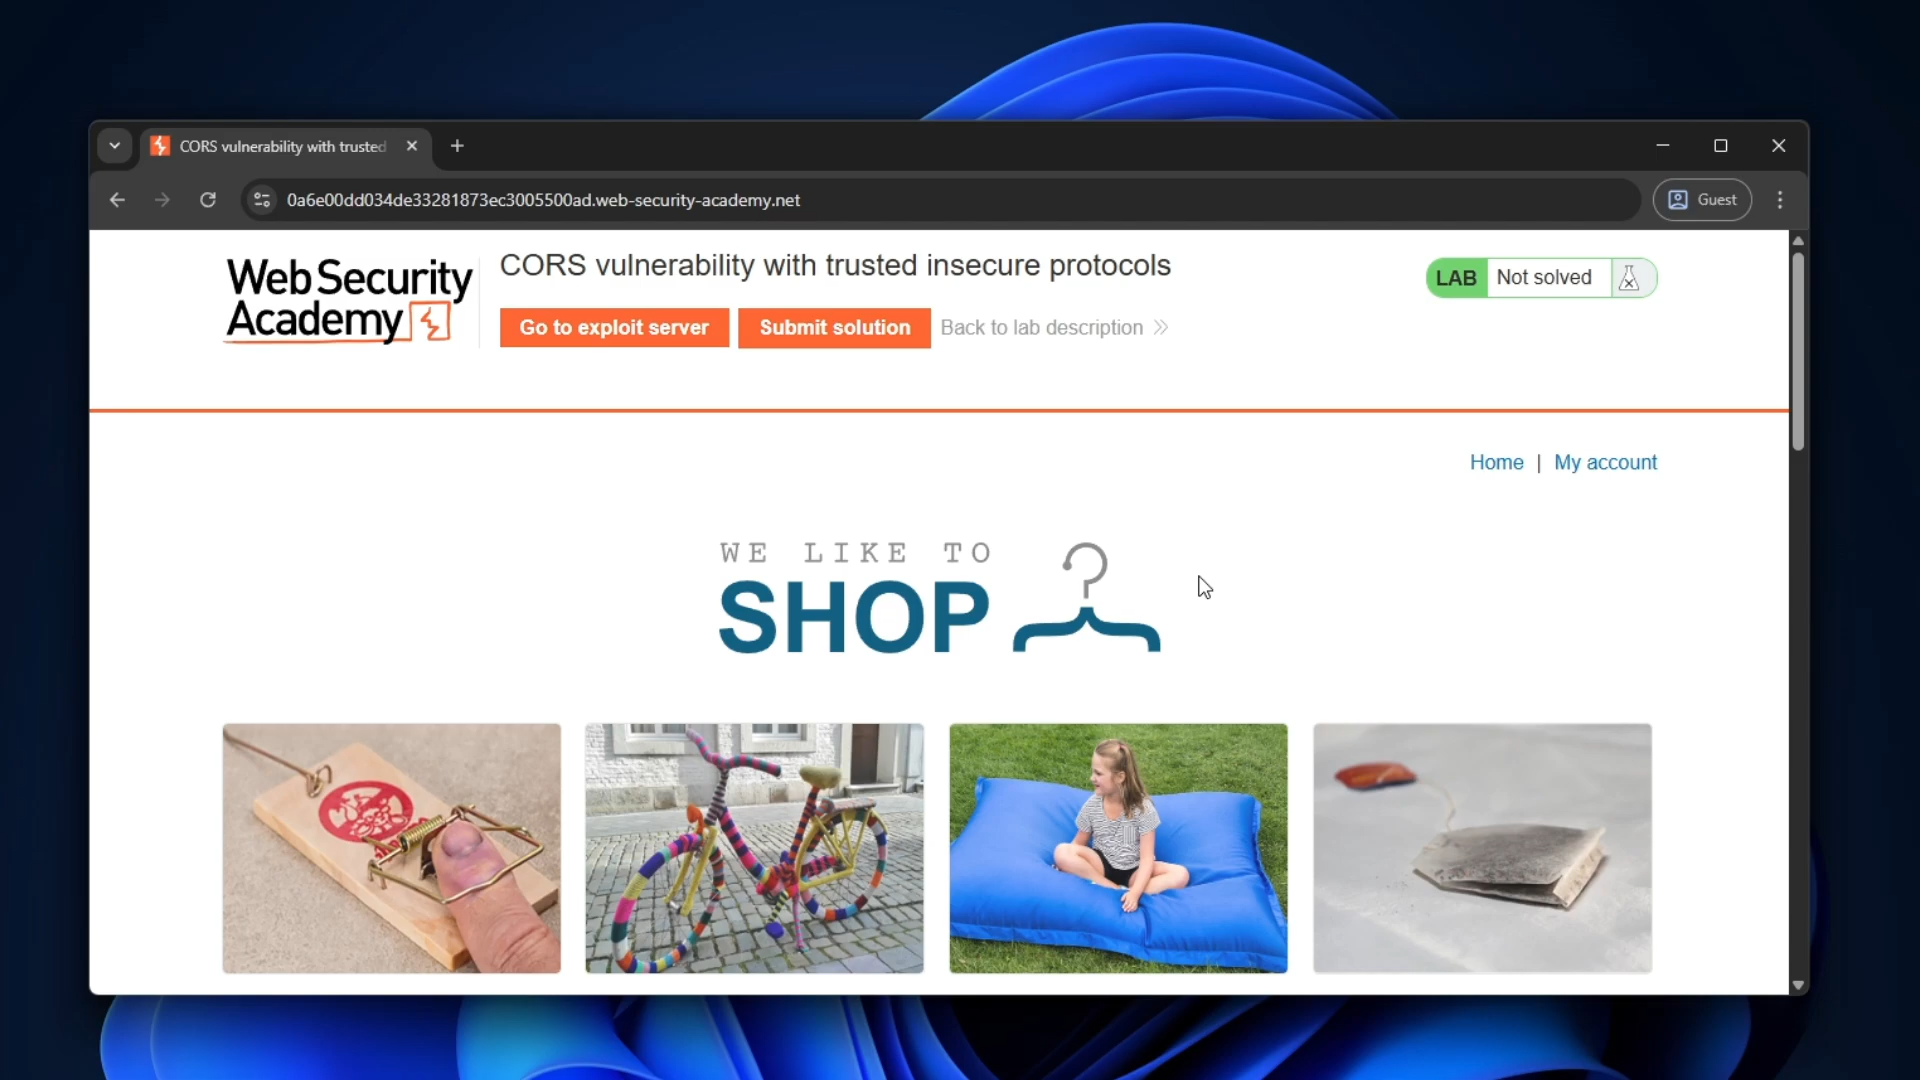 CORS vulnerability with trusted
0a6e00dd034de33281873ec3005500ad.web-security-academy.net
Guest
Web Security
Academy
CORS vulnerability with trusted insecure protocols
LAB Not solved
Go to exploit server
Submit solution
Back to lab description
Home | My account
WE LIKE TO
SHOP